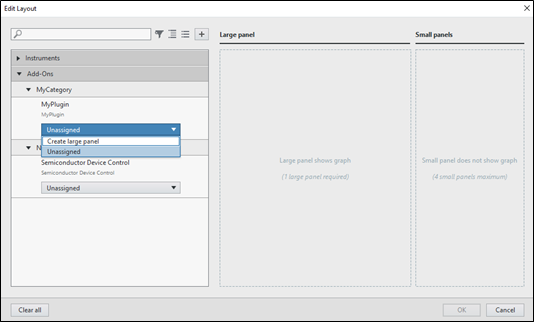 Edit Layout
Large panel
Small panels
Instruments
Add-Ons
MyCategory
MyPlugin
MyPlugin
Unassigned
Create large panel
Unassigned
N
Semiconductor Device Control
Semiconductor Device Control
Unassigned
Large panel shows graph
(1 large panel required)
Small panel does not show graph
(4 small panels maximum)
Clear all
OK
Cancel